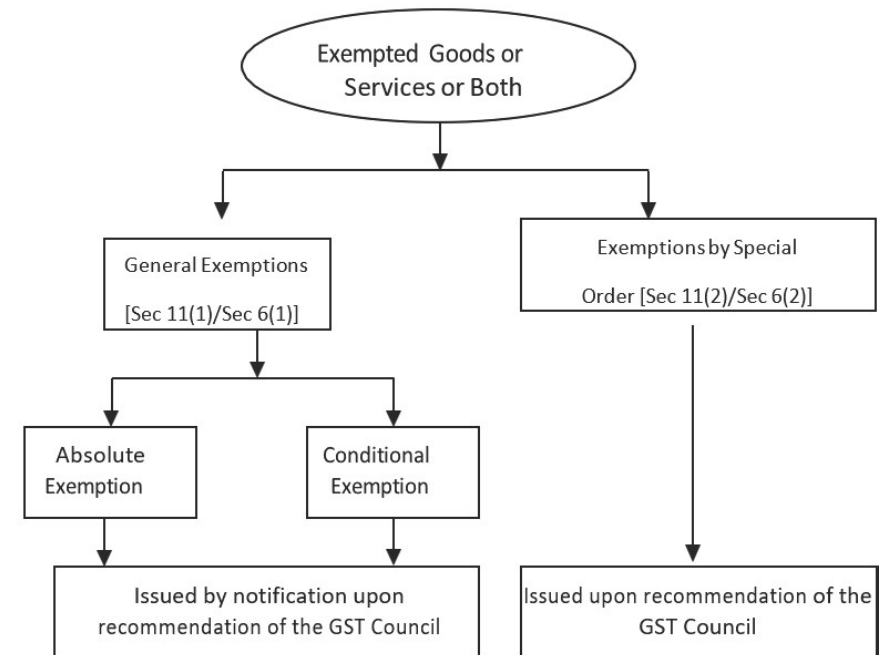 Exempted Goods or
Services or Both
General Exemptions
[Sec 11(1)/Sec 6(1)]
Exemptions by Special
Order [Sec 11(2)/Sec 6(2)]
Absolute
Exemption
Conditional
Exemption
Issued by notification upon
recommendation of the GST Council
Issued upon recommendation of the
GST Council